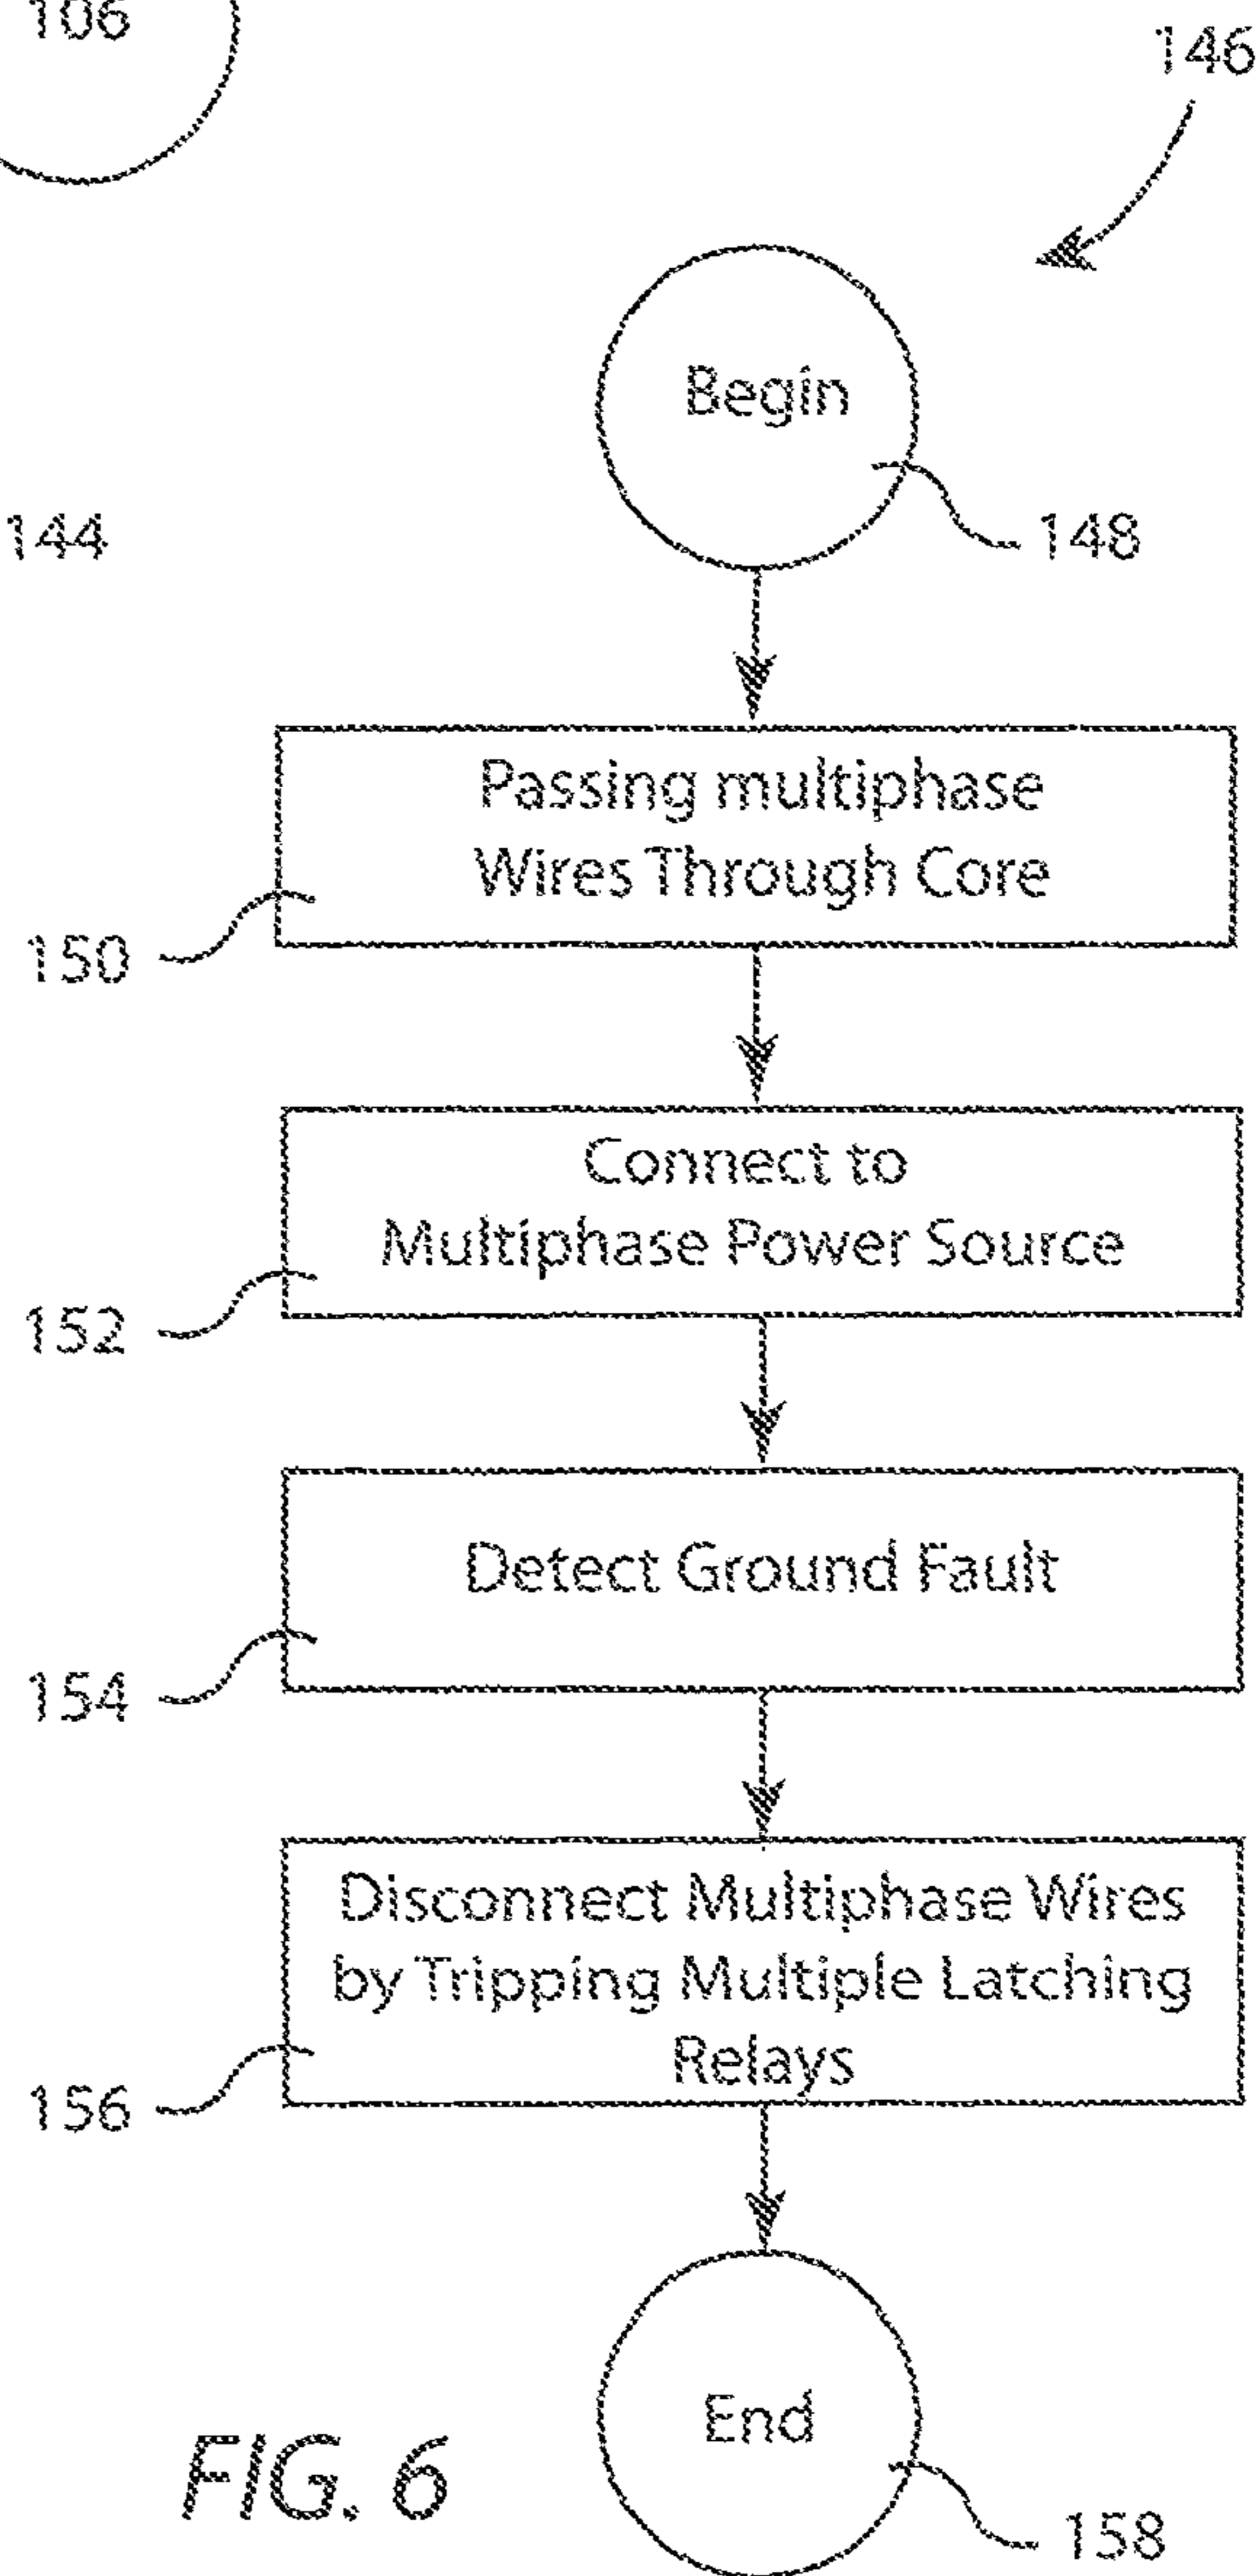 106
146
Begin
144
148
Passing multiphase
Wires Through Core
150
Connect to
Multiphase Power Source
152
Detect Ground Fault
154
Disconnect Multiphase Wires
by Tripping Multiple Latching
Relays
156
End
FIG. 6
158